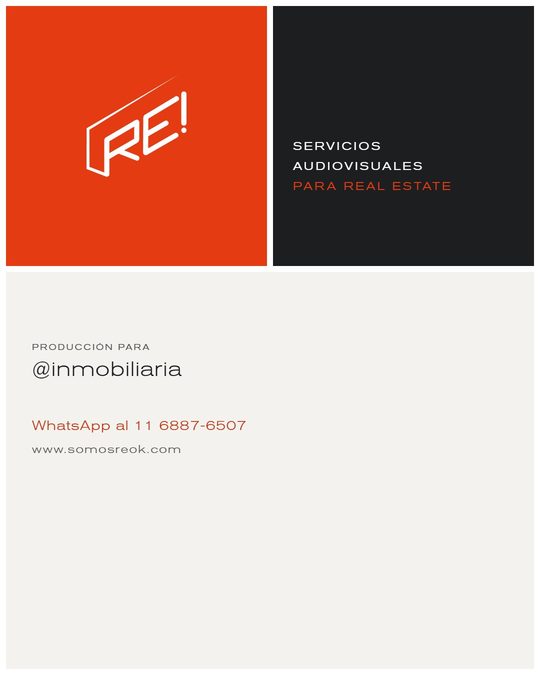 RE!
SERVICIOS
AUDIOVISUALES
PARA REAL ESTATE
PRODUCCIÓN PARA
@inmobiliaria
WhatsApp al 11 6887-6507
www.somosreok.com